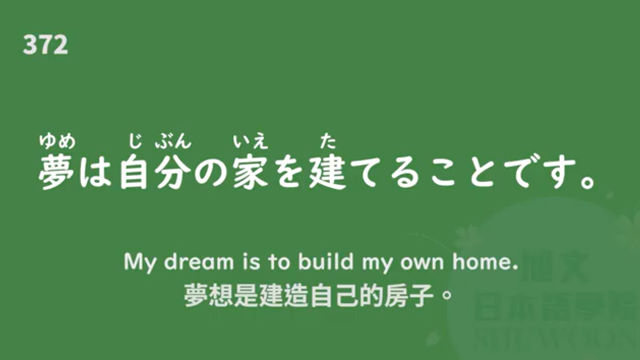 372
ゆめ じ ぶん いえ た
夢は自分の家を建てることです。
My dream is to build my own home.
夢想是建造自己的房子。
旭文
日本語學院